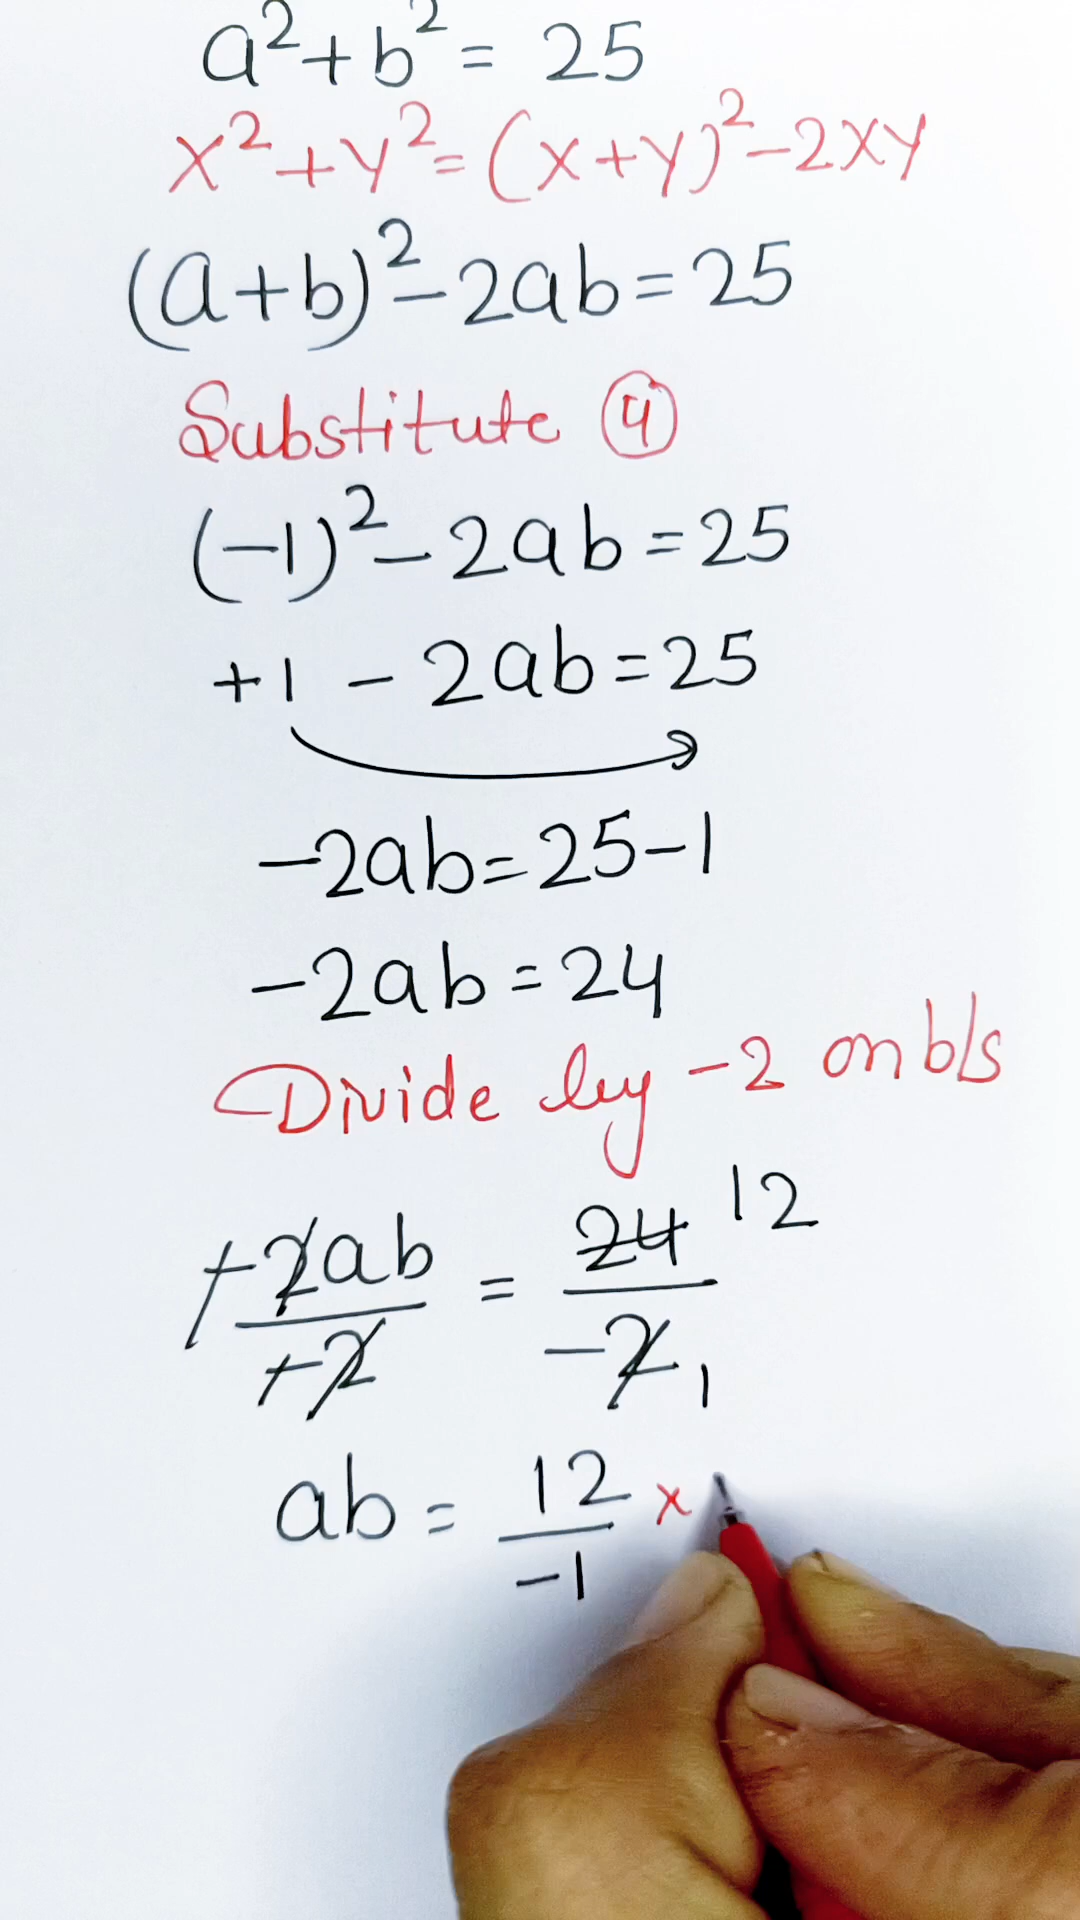 a²+b² = 25
x²+y²=(x+y)²-2xy
(a+b)²-2ab=25
Substitute ④
(-1)²-2ab=25
+1 - 2ab=25
-2ab=25-1
-2ab=24
Divide by -2 on b/s
-2ab/-2 = 24/-2 12 1
ab = 12/-1 ×